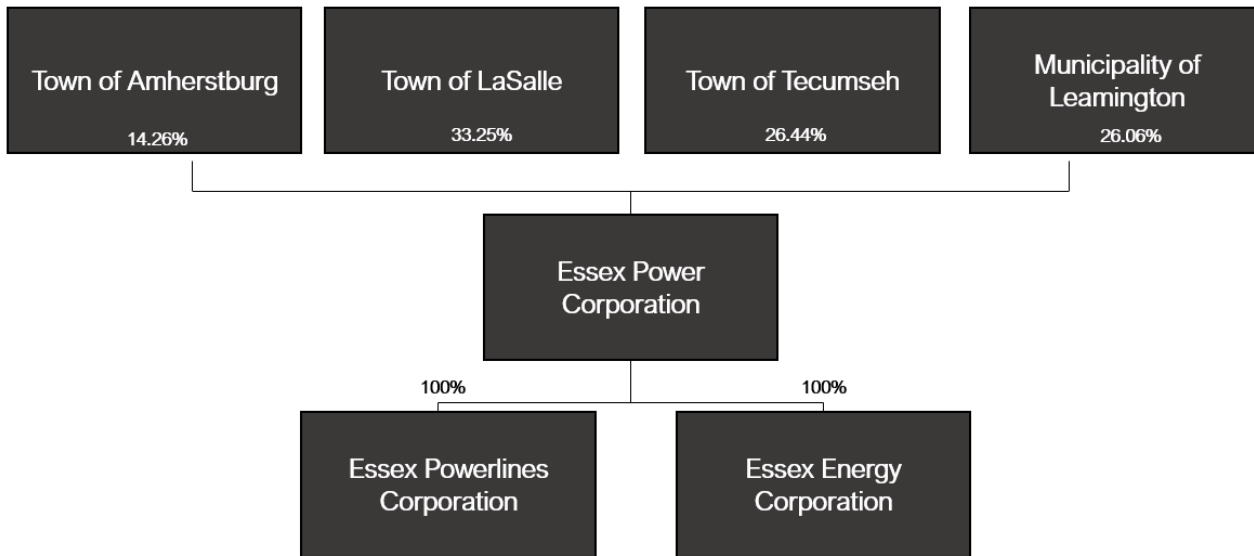 Town of Amherstburg
14.26%
Town of LaSalle
33.25%
Town of Tecumseh
26.44%
Municipality of
Leamington
26.06%
Essex Power
Corporation
100%
100%
Essex Powerlines
Corporation
Essex Energy
Corporation